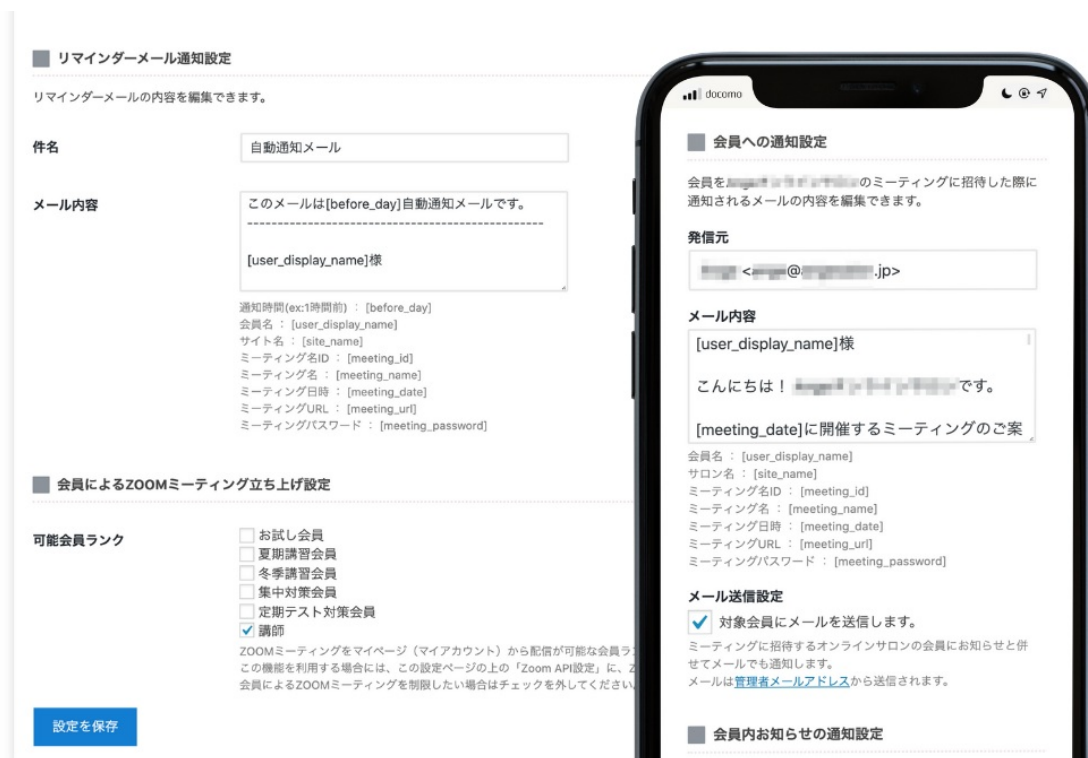 リマインダーメール通知設定
リマインダーメールの内容を編集できます。
件名
自動通知メール
メール内容
このメールは[before_day]自動通知メールです。
--------------------------------------------------
[user_display_name]様
通知時間(ex:1時間前) : [before_day]
会員名 : [user_display_name]
サイト名 : [site_name]
ミーティング名ID : [meeting_id]
ミーティング名 : [meeting_name]
ミーティング日時 : [meeting_date]
ミーティングURL : [meeting_url]
ミーティングパスワード : [meeting_password]
会員によるZOOMミーティング立ち上げ設定
可能会員ランク
お試し会員
夏期講習会員
冬季講習会員
集中対策会員
定期テスト対策会員
講師
ZOOMミーティングをマイページ（マイアカウント）から配信が可能な会員ラ
この機能を利用する場合には、この設定ページの上の「Zoom API設定」に、Z
会員によるZOOMミーティングを制限したい場合はチェックを外してください。
設定を保存
docomo
会員への通知設定
会員を のミーティングに招待した際に
通知されるメールの内容を編集できます。
発信元
< @ .jp>
メール内容
[user_display_name]様
こんにちは！ です。
[meeting_date]に開催するミーティングのご案
会員名 : [user_display_name]
サロン名 : [site_name]
ミーティング名ID : [meeting_id]
ミーティング名 : [meeting_name]
ミーティング日時 : [meeting_date]
ミーティングURL : [meeting_url]
ミーティングパスワード : [meeting_password]
メール送信設定
対象会員にメールを送信します。
ミーティングに招待するオンラインサロンの会員にお知らせと併
せてメールでも通知します。
メールは管理者メールアドレスから送信されます。
会員内お知らせの通知設定